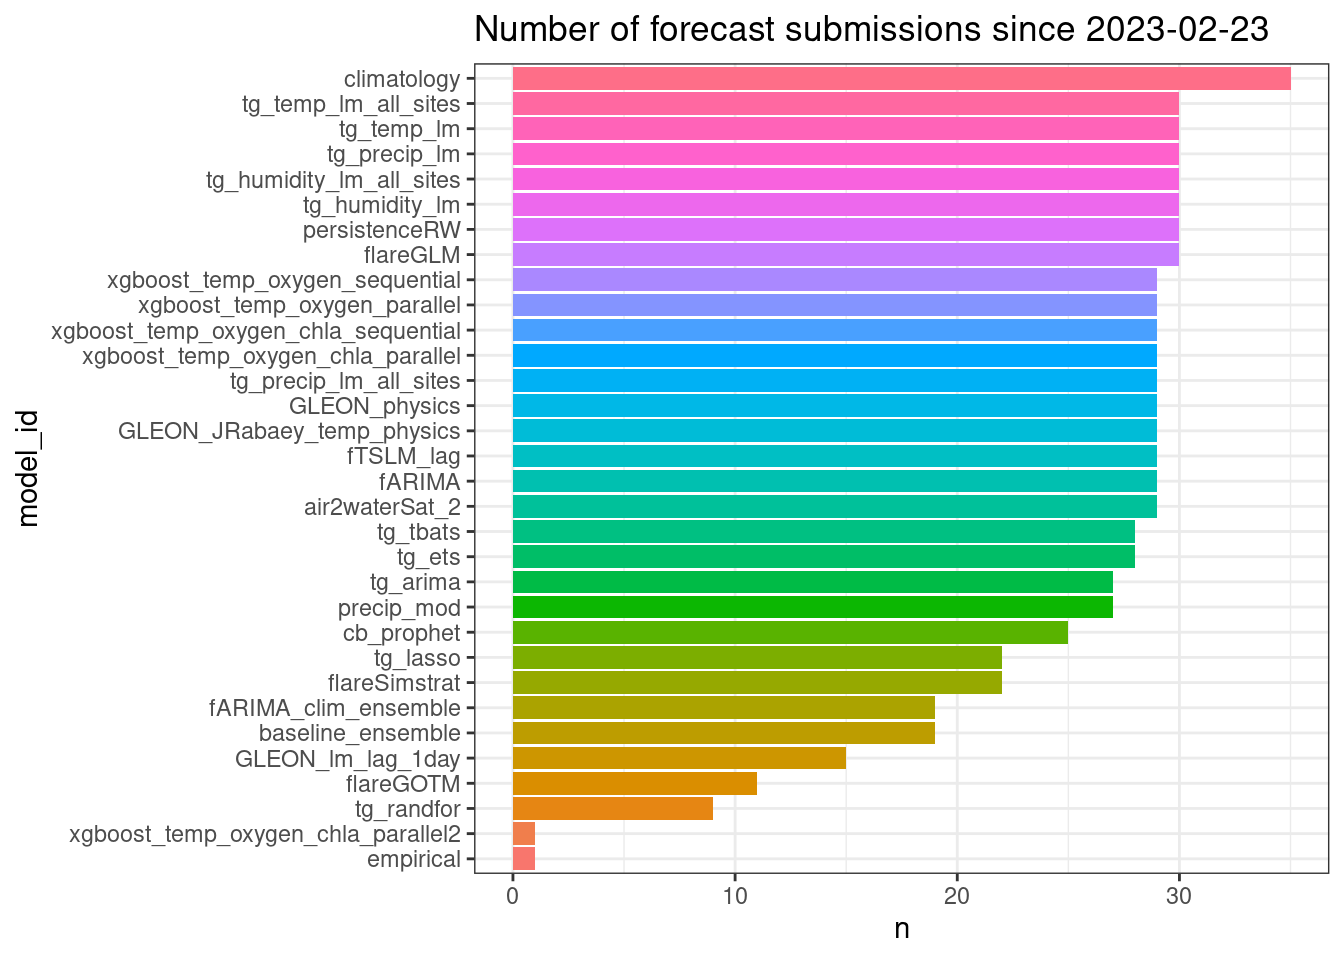 Number of forecast submissions since 2023-02-23
climatology
tg_temp_lm_all_sites
tg_temp_lm
tg_precip_lm
tg_humidity_lm_all_sites
tg_humidity_lm
persistenceRW
flareGLM
xgboost_temp_oxygen_sequential
xgboost_temp_oxygen_parallel
xgboost_temp_oxygen_chla_sequential
xgboost_temp_oxygen_chla_parallel
tg_precip_lm_all_sites
GLEON_physics
GLEON_JRabaey_temp_physics
fTSLM_lag
fARIMA
air2waterSat_2
tg_tbats
tg_ets
tg_arima
precip_mod
cb_prophet
tg_lasso
flareSimstrat
fARIMA_clim_ensemble
baseline_ensemble
GLEON_lm_lag_1day
flareGOTM
tg_randfor
xgboost_temp_oxygen_chla_parallel2
empirical
model_id
0 10 20 30
n